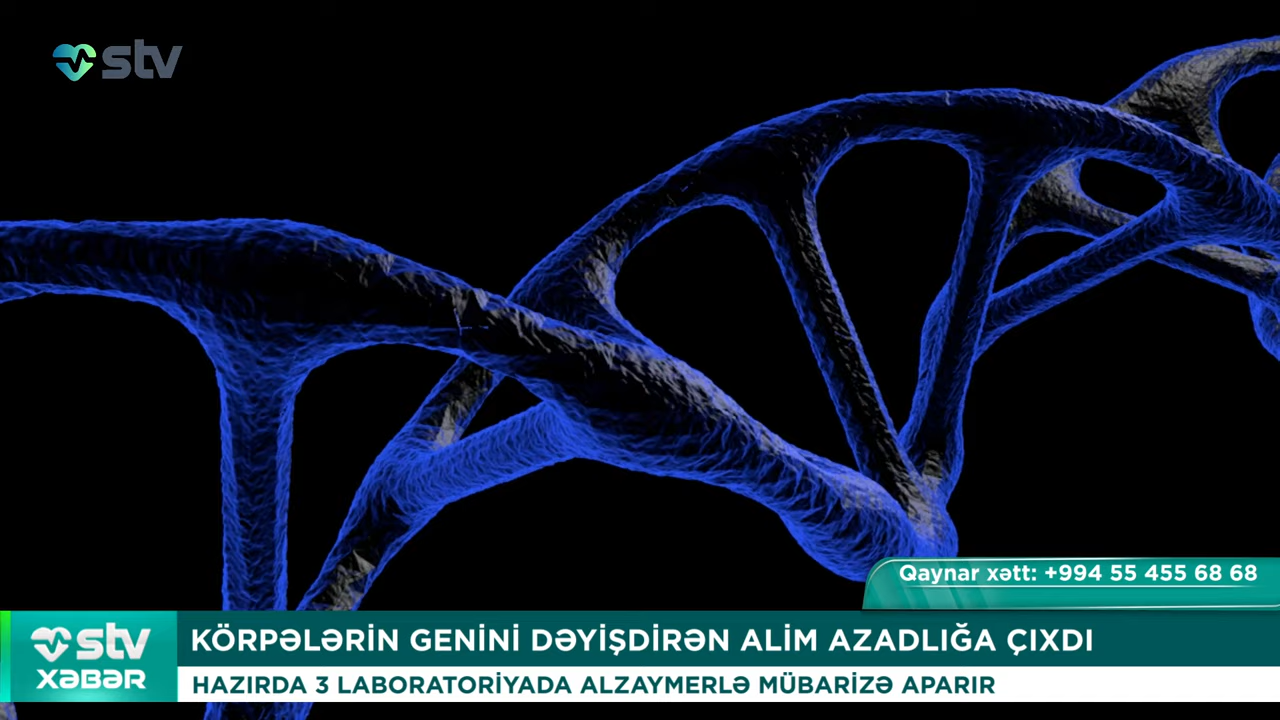 stv
Qaynar xətt: +994 55 455 68 68
stv
XƏBƏR
KÖRPƏLƏRİN GENİNİ DƏYİŞDİRƏN ALİM AZADLIĞA ÇIXDI
HAZIRDA 3 LABORATORİYADA ALZAYMERLƏ MÜBARİZƏ APARIR